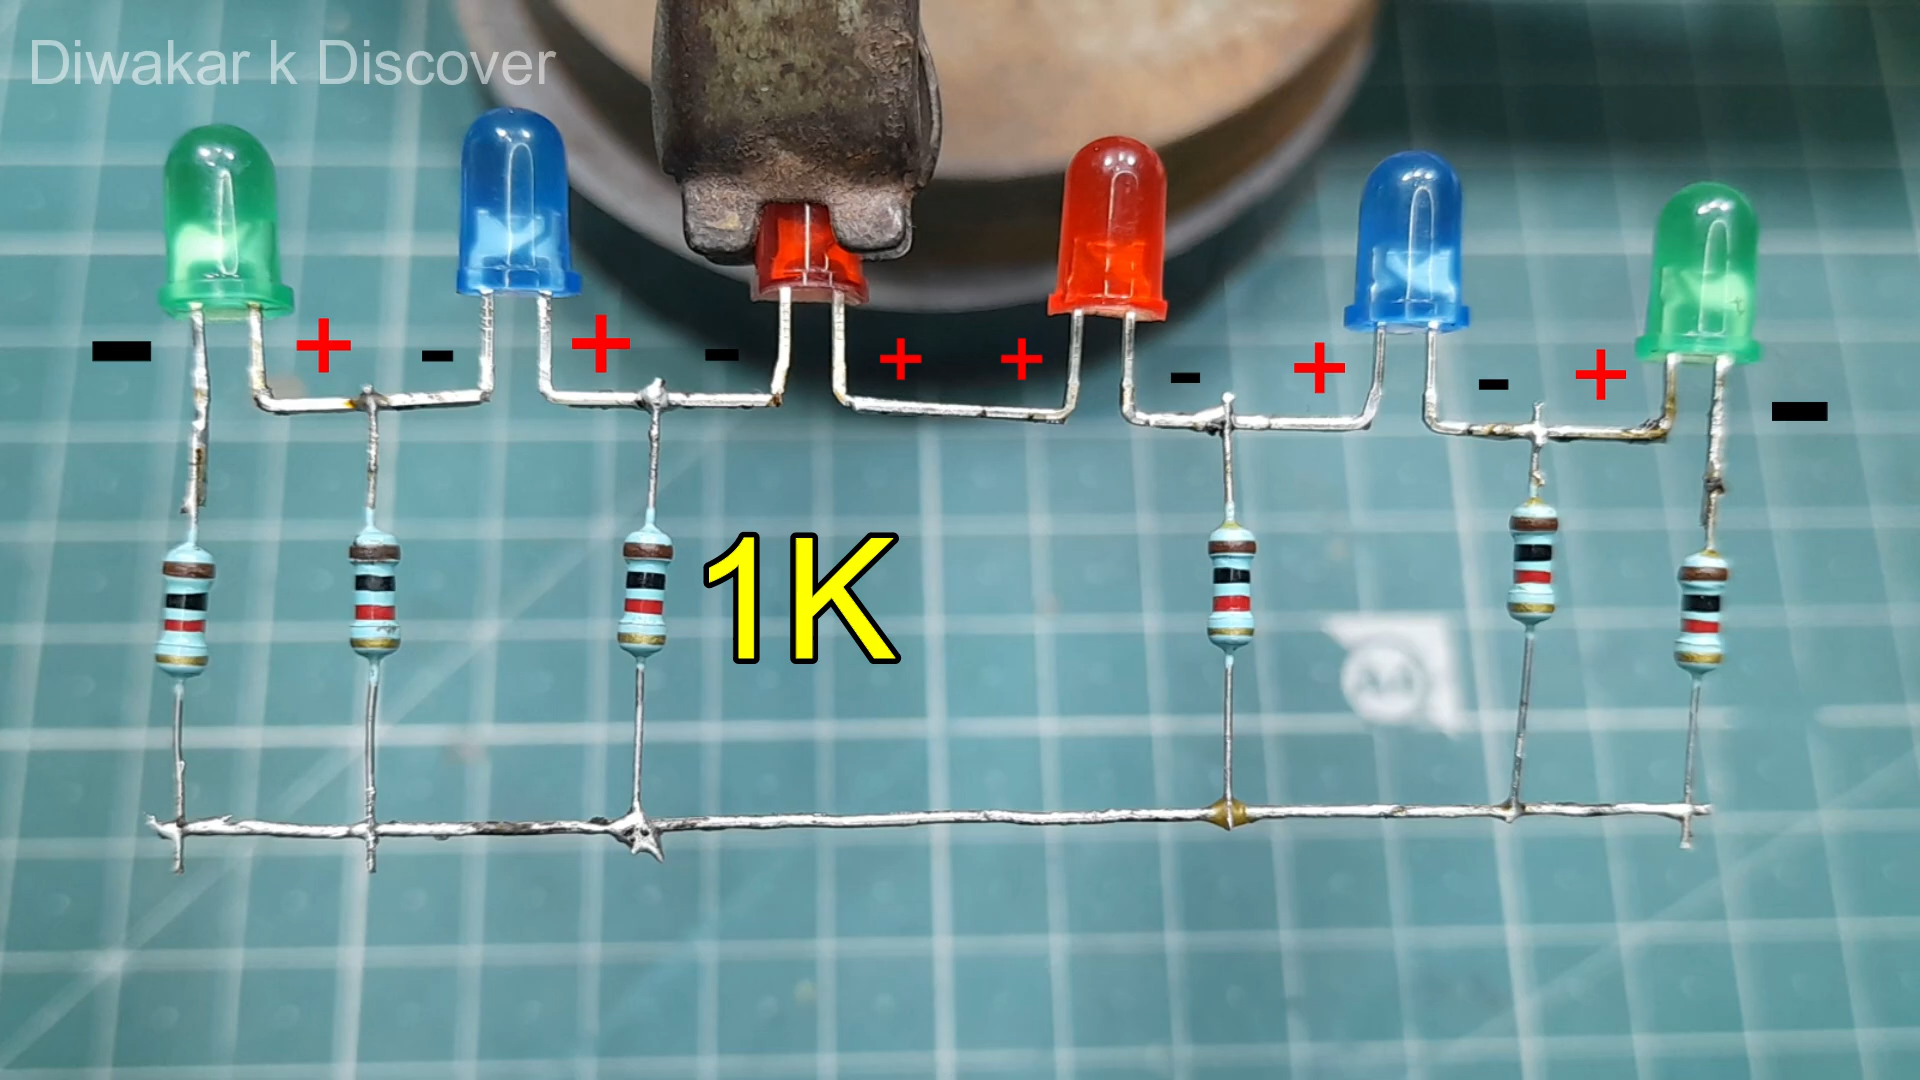 Diwakar k Discover
- + - + - + + - + - + -
1K